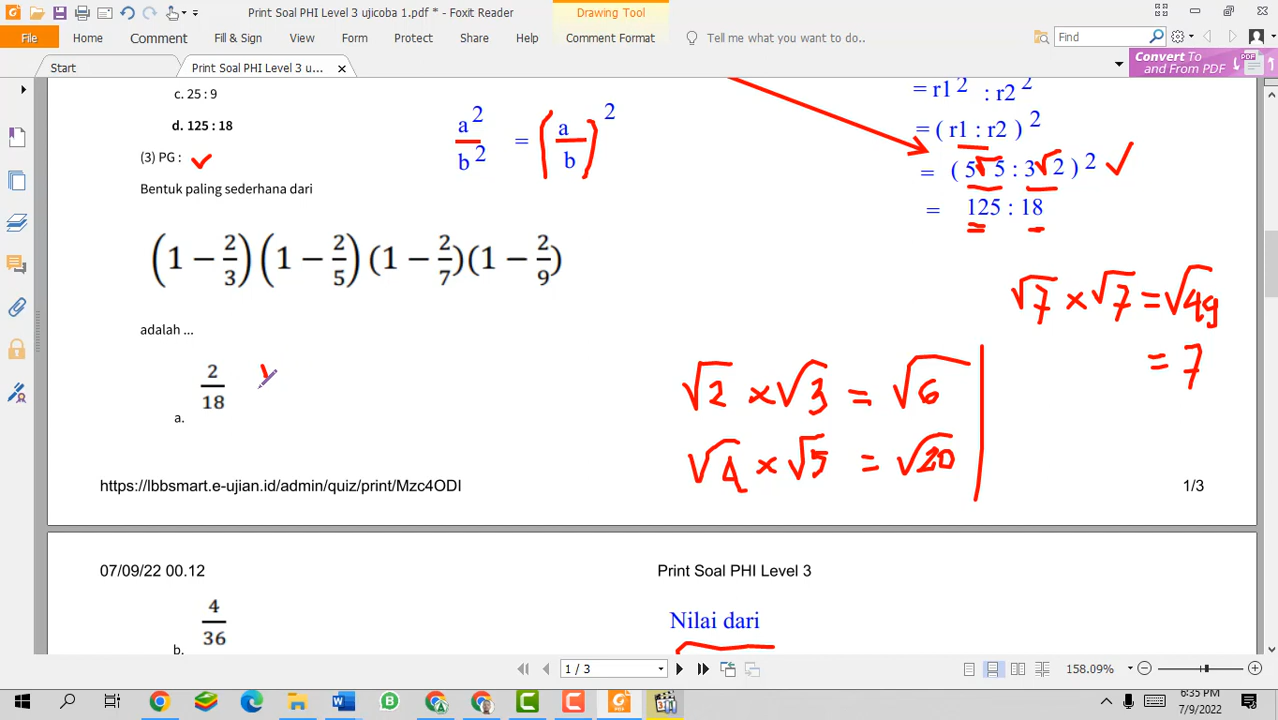 Print Soal PHI Level 3 ujicoba 1.pdf * - Foxit Reader
Drawing Tool
File
Home
Comment
Fill & Sign
View
Form
Protect
Share
Help
Comment Format
Tell me what you want to do..
Find
Start
Print Soal PHI Level 3 u...
Convert To
and From PDF
c. 25 : 9
d. 125 : 18
(3) PG : ✓
Bentuk paling sederhana dari
(1 − 2/3)(1 − 2/5)(1 − 2/7)(1 − 2/9)
adalah ...
a. 2/18
a²/b² = (a/b)²
= r1² : r2²
= ( r1 : r2 )²
= ( 5√5 : 3√2 )² ✓
= 125 : 18
√7 × √7 = √49
= 7
√2 × √3 = √6
√4 × √5 = √20
https://lbbsmart.e-ujian.id/admin/quiz/print/Mzc4ODI
1/3
07/09/22 00.12
Print Soal PHI Level 3
b. 4/36
Nilai dari
1 / 3
158.09%
6:35 PM
7/9/2022